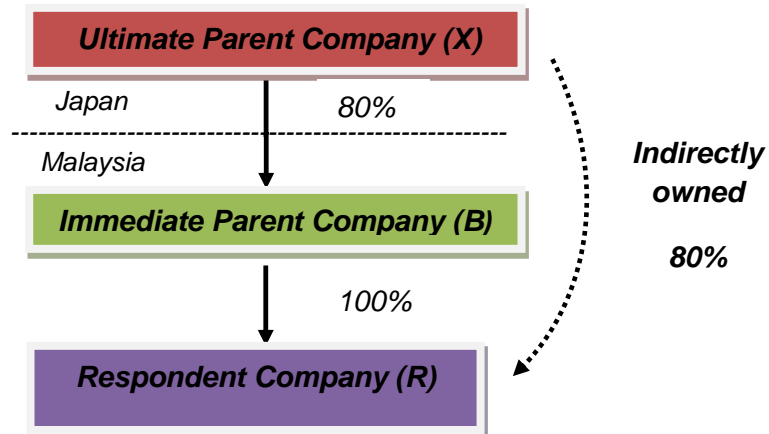 Ultimate Parent Company (X)
Japan
80%
Malaysia
Indirectly
owned
80%
Immediate Parent Company (B)
100%
Respondent Company (R)